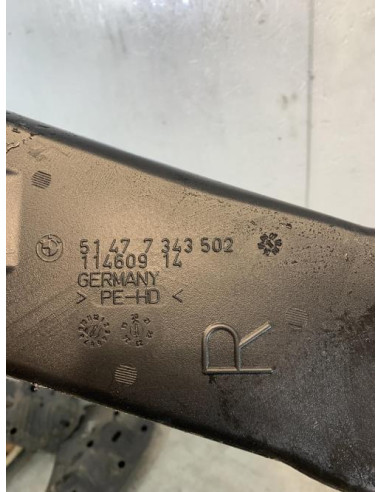 51 47 7 343 502
114609 14
GERMANY
> PE-HD <
R